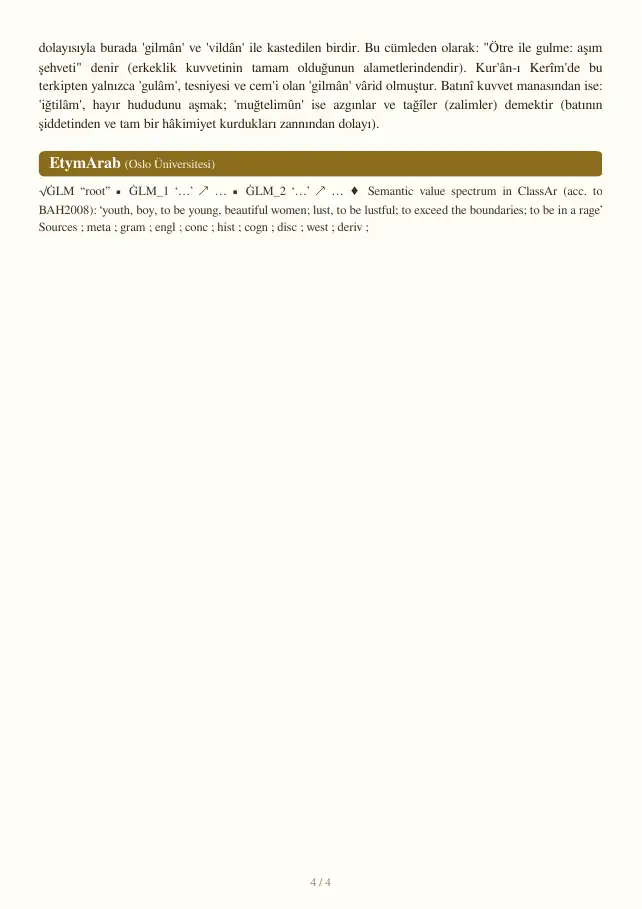 dolayısıyla burada 'gilmân' ve 'vildân' ile kastedilen birdir. Bu cümleden olarak: "Ötre ile gulme: aşım
şehveti" denir (erkeklik kuvvetinin tamam olduğunun alametlerindendir). Kur'ân-ı Kerîm'de bu
terkipten yalnızca 'gulâm', tesniyesi ve cem'i olan 'gilmân' vârid olmuştur. Batınî kuvvet manasından ise:
'iğtilâm', hayır hududunu aşmak; 'muğtelimûn' ise azgınlar ve tağîler (zalimler) demektir (batının
şiddetinden ve tam bir hâkimiyet kurdukları zannından dolayı).
EtymArab (Oslo Üniversitesi)
√ĠLM “root” ▪ ĠLM_1 ‘…’ ↗ … ▪ ĠLM_2 ‘…’ ↗ … ♦ Semantic value spectrum in ClassAr (acc. to
BAH2008): ‘youth, boy, to be young, beautiful women; lust, to be lustful; to exceed the boundaries; to be in a rage’
Sources ; meta ; gram ; engl ; conc ; hist ; cogn ; disc ; west ; deriv ;
4 / 4